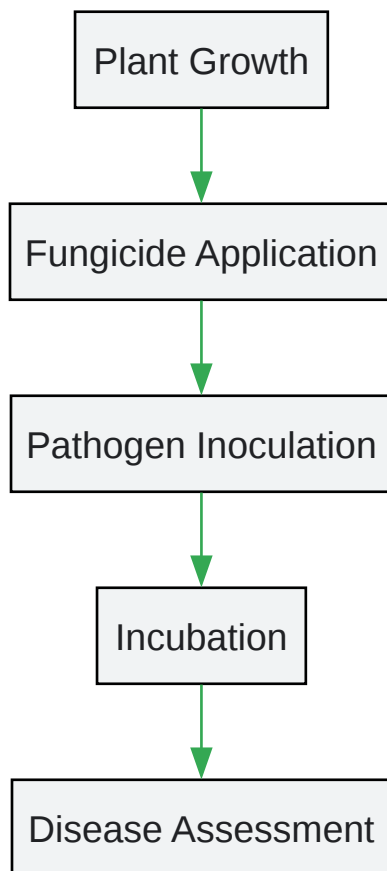 Plant Growth
Fungicide Application
Pathogen Inoculation
Incubation
Disease Assessment